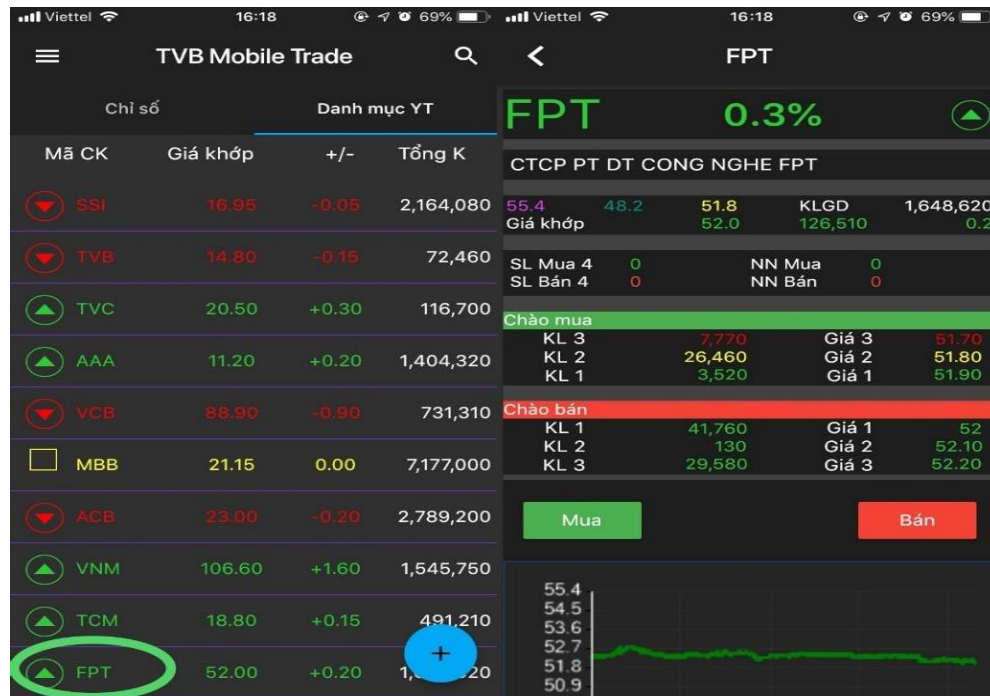 Viettel 16:18 69%
TVB Mobile Trade
Chỉ số Danh mục YT
Mã CK Giá khớp +/- Tổng K
SSI 16.95 -0.05 2,164,080
TVB 14.80 -0.15 72,460
TVC 20.50 +0.30 116,700
AAA 11.20 +0.20 1,404,320
VCB 88.90 -0.90 731,310
MBB 21.15 0.00 7,177,000
ACB 23.00 -0.20 2,789,200
VNM 106.60 +1.60 1,545,750
TCM 18.80 +0.15 491,210
FPT 52.00 +0.20
+
Viettel 16:18 69%
FPT
FPT 0.3%
CTCP PT DT CONG NGHE FPT
55.4 48.2 51.8 KLGD 1,648,620
Giá khớp 52.0 126,510 0.2
SL Mua 4 0 NN Mua 0
SL Bán 4 0 NN Bán 0
Chào mua
KL 3 7,770 Giá 3 51.70
KL 2 26,460 Giá 2 51.80
KL 1 3,520 Giá 1 51.90
Chào bán
KL 1 41,760 Giá 1 52
KL 2 130 Giá 2 52.10
KL 3 29,580 Giá 3 52.20
Mua Bán
55.4
54.5
53.6
52.7
51.8
50.9